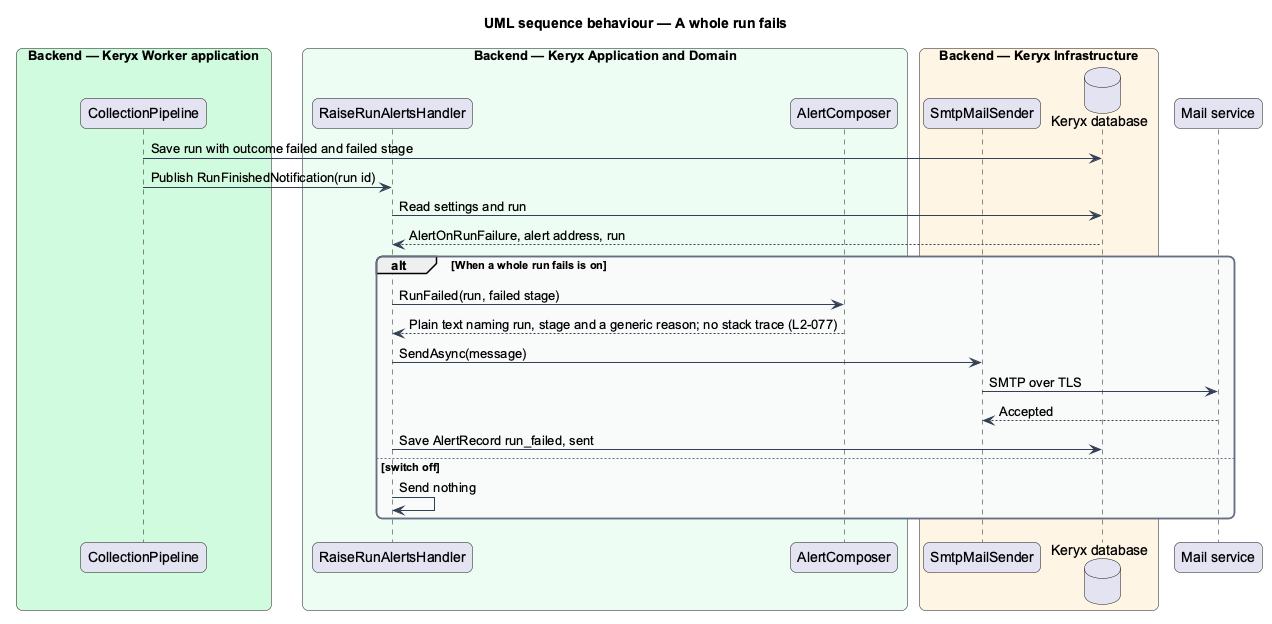 UML sequence behaviour — A whole run fails
Backend — Keryx Worker application
Backend — Keryx Application and Domain
Backend — Keryx Infrastructure
CollectionPipeline
RaiseRunAlertsHandler
AlertComposer
SmtpMailSender
Keryx database
Mail service
Save run with outcome failed and failed stage
Publish RunFinishedNotification(run id)
Read settings and run
AlertOnRunFailure, alert address, run
alt
[When a whole run fails is on]
RunFailed(run, failed stage)
Plain text naming run, stage and a generic reason; no stack trace (L2-077)
SendAsync(message)
SMTP over TLS
Accepted
Save AlertRecord run_failed, sent
[switch off]
Send nothing
CollectionPipeline
RaiseRunAlertsHandler
AlertComposer
SmtpMailSender
Keryx database
Mail service